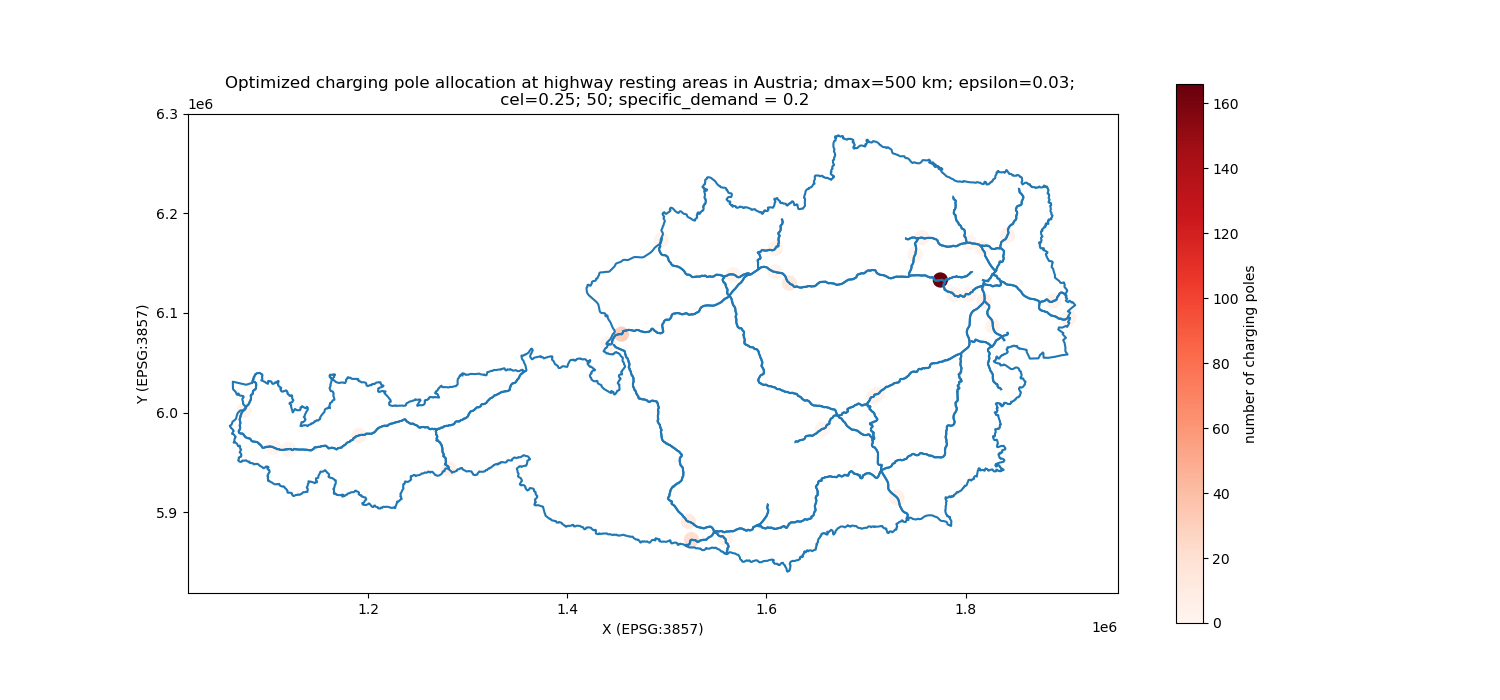 Optimized charging pole allocation at highway resting areas in Austria; dmax=500 km; epsilon=0.03;
cel=0.25; 50; specific_demand = 0.2
1e6
6.3
6.2
6.1
6.0
5.9
Y (EPSG:3857)
1.2
1.4
1.6
1.8
X (EPSG:3857)
1e6
160
140
120
100
80
60
40
20
0
number of charging poles